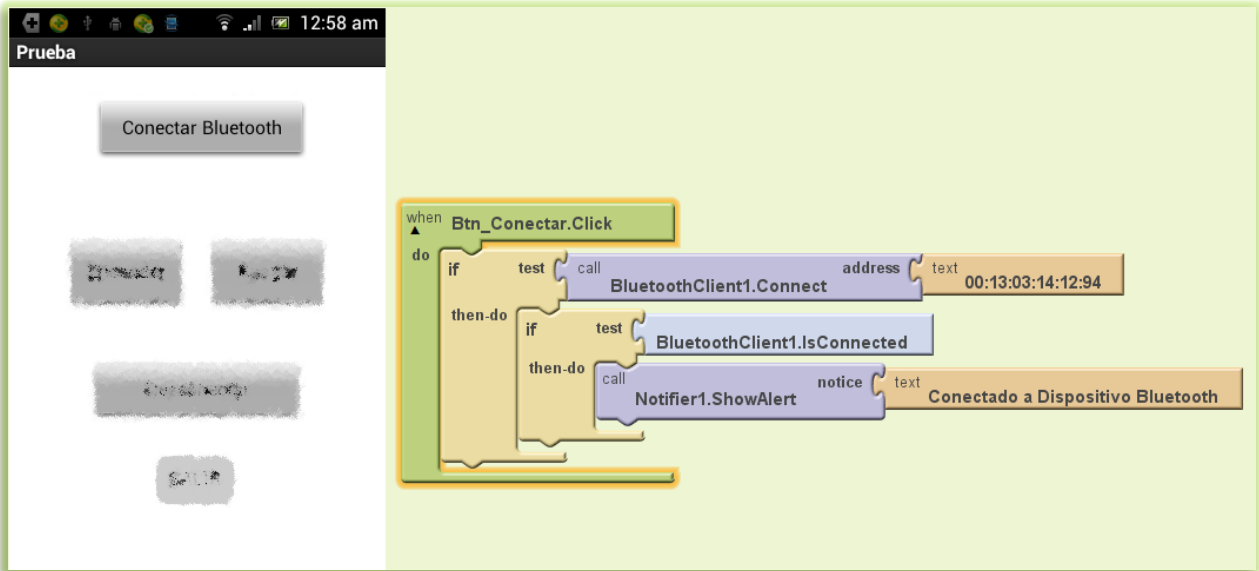 12:58 am
Prueba
Conectar Bluetooth
when Btn_Conectar.Click
do
if test call BluetoothClient1.Connect address text 00:13:03:14:12:94
then-do if test BluetoothClient1.IsConnected
then-do call Notifier1.ShowAlert notice text Conectado a Dispositivo Bluetooth